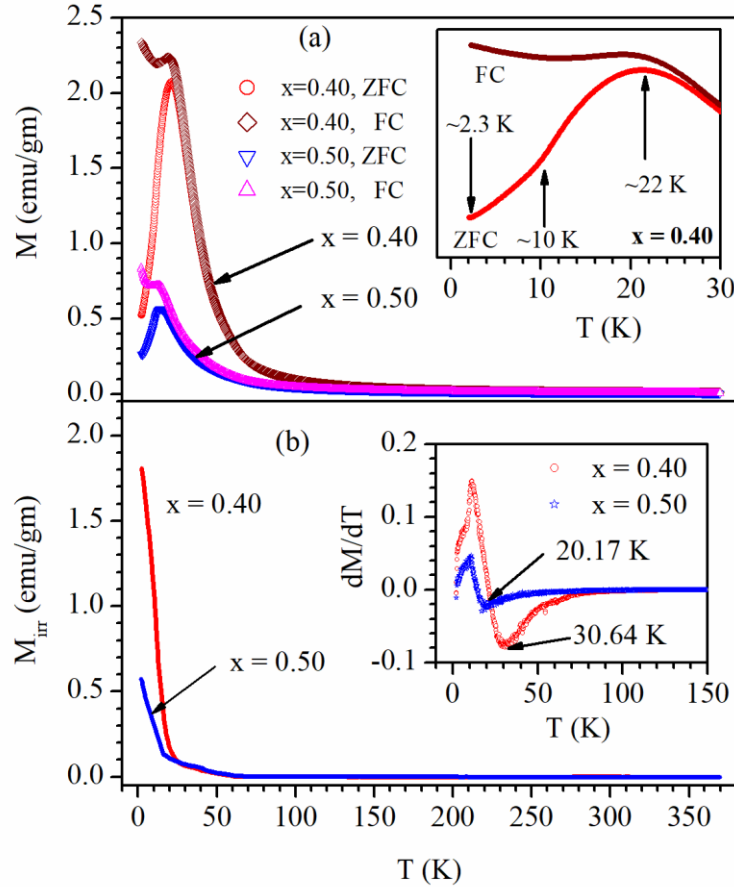 (a)
x=0.40, ZFC
x=0.40, FC
x=0.50, ZFC
x=0.50, FC
x = 0.40
x = 0.50
M (emu/gm)
2.5
2.0
1.5
1.0
0.5
0.0
FC
~2.3 K
~22 K
ZFC
~10 K
x = 0.40
0 10 20 30
T (K)
(b)
x = 0.40
x = 0.50
M_irr (emu/gm)
2.0
1.5
1.0
0.5
0.0
x = 0.40
x = 0.50
20.17 K
30.64 K
dM/dT
0.2
0.1
0.0
-0.1
0 50 100 150
T (K)
0 50 100 150 200 250 300 350
T (K)